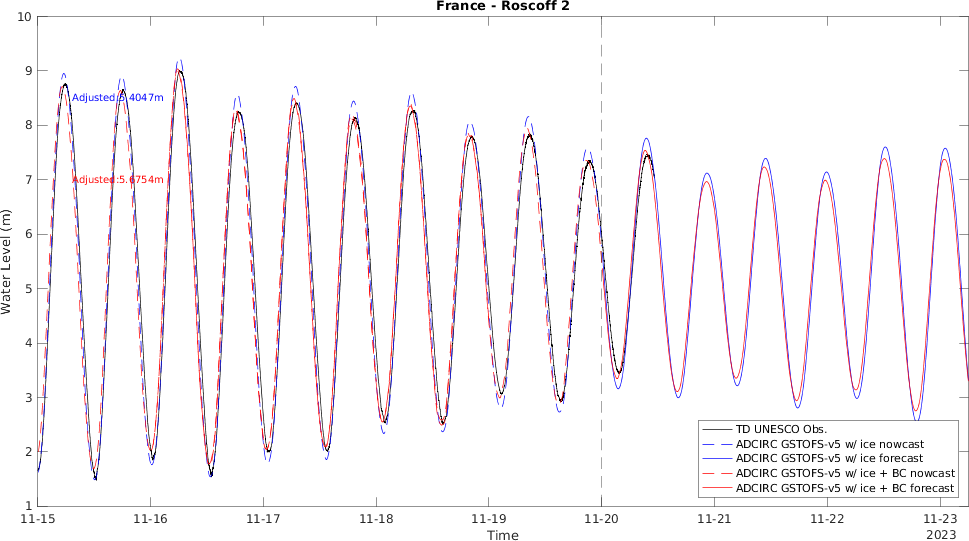 France - Roscoff 2
Water Level (m)
10
9
8
7
6
5
4
3
2
1
Adjusted:5.4047m
Adjusted:5.6754m
TD UNESCO Obs.
ADCIRC GSTOFS-v5 w/ ice nowcast
ADCIRC GSTOFS-v5 w/ ice forecast
ADCIRC GSTOFS-v5 w/ ice + BC nowcast
ADCIRC GSTOFS-v5 w/ ice + BC forecast
11-15 11-16 11-17 11-18 11-19 11-20 11-21 11-22 11-23
Time
2023